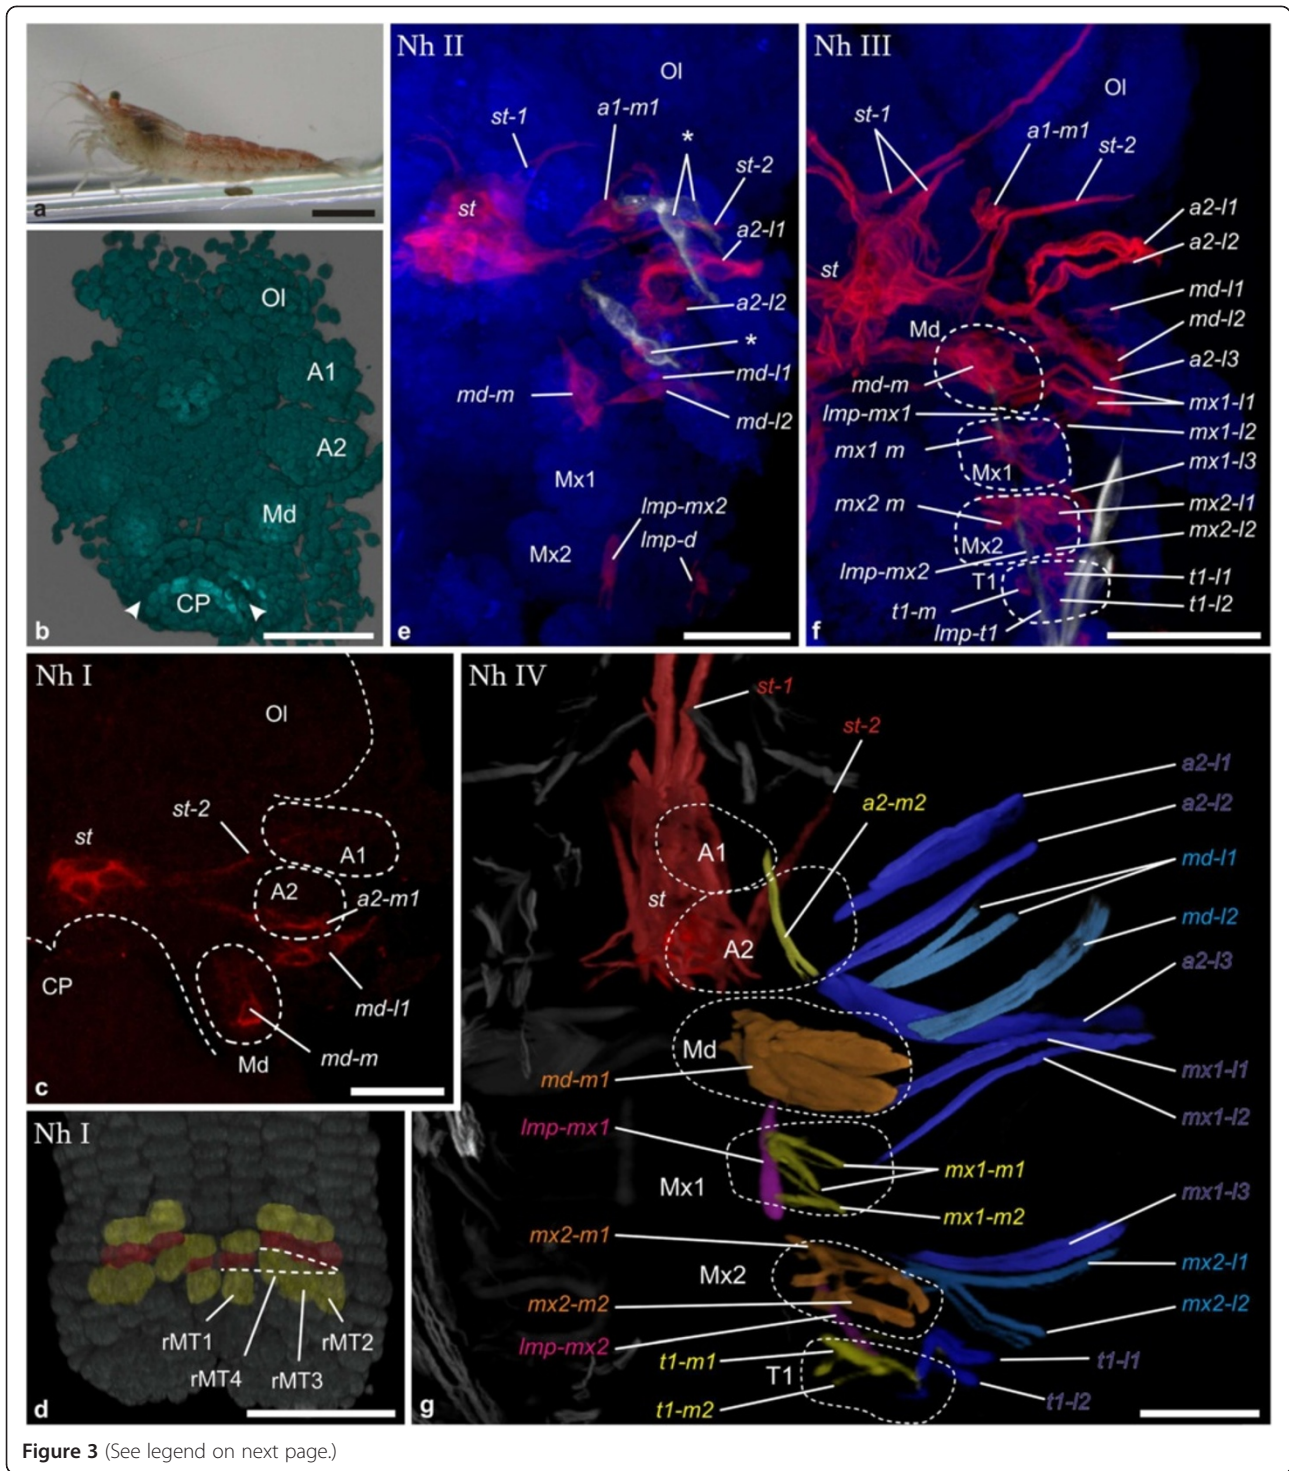 a
Ol
A1
A2
Md
CP
b
Nh II
Ol
st-1
a1-m1
*
st-2
st
a2-l1
a2-l2
*
md-l1
md-m
md-l2
Mx1
lmp-mx2
lmp-d
Mx2
e
Nh III
Ol
st-1
a1-m1
st-2
a2-l1
a2-l2
st
md-l1
Md
md-l2
a2-l3
md-m
mx1-l1
lmp-mx1
mx1-l2
mx1 m
mx1-l3
Mx1
mx2 m
mx2-l1
mx2-l2
Mx2
lmp-mx2
T1
t1-l1
t1-m
t1-l2
lmp-t1
f
Nh I
Ol
st-2
st
A1
A2
a2-m1
CP
md-l1
Md
md-m
c
Nh I
rMT1
rMT2
rMT4
rMT3
d
Nh IV
st-1
st-2
a2-l1
a2-m2
a2-l2
A1
md-l1
st
md-l2
A2
a2-l3
Md
md-m1
mx1-l1
lmp-mx1
mx1-l2
mx1-m1
Mx1
mx1-l3
mx1-m2
mx2-m1
mx2-l1
Mx2
mx2-m2
mx2-l2
lmp-mx2
t1-m1
t1-l1
T1
t1-l2
t1-m2
g
Figure 3 (See legend on next page.)